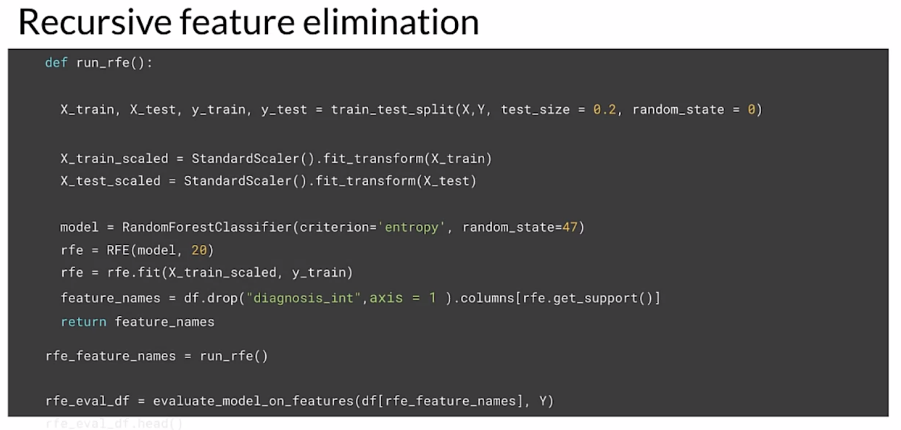 Recursive feature elimination
def run_rfe():
X_train, X_test, y_train, y_test = train_test_split(X,Y, test_size = 0.2, random_state = 0)
X_train_scaled = StandardScaler().fit_transform(X_train)
X_test_scaled = StandardScaler().fit_transform(X_test)
model = RandomForestClassifier(criterion='entropy', random_state=47)
rfe = RFE(model, 20)
rfe = rfe.fit(X_train_scaled, y_train)
feature_names = df.drop("diagnosis_int",axis = 1 ).columns[rfe.get_support()]
return feature_names
rfe_feature_names = run_rfe()
rfe_eval_df = evaluate_model_on_features(df[rfe_feature_names], Y)
rfe_eval_df.head()